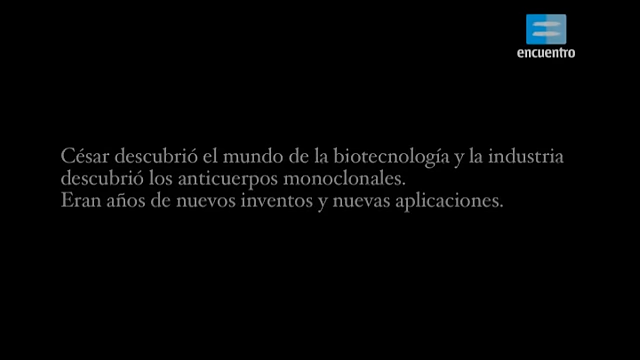 encuentro
César descubrió el mundo de la biotecnología y la industria
descubrió los anticuerpos monoclonales.
Eran años de nuevos inventos y nuevas aplicaciones.